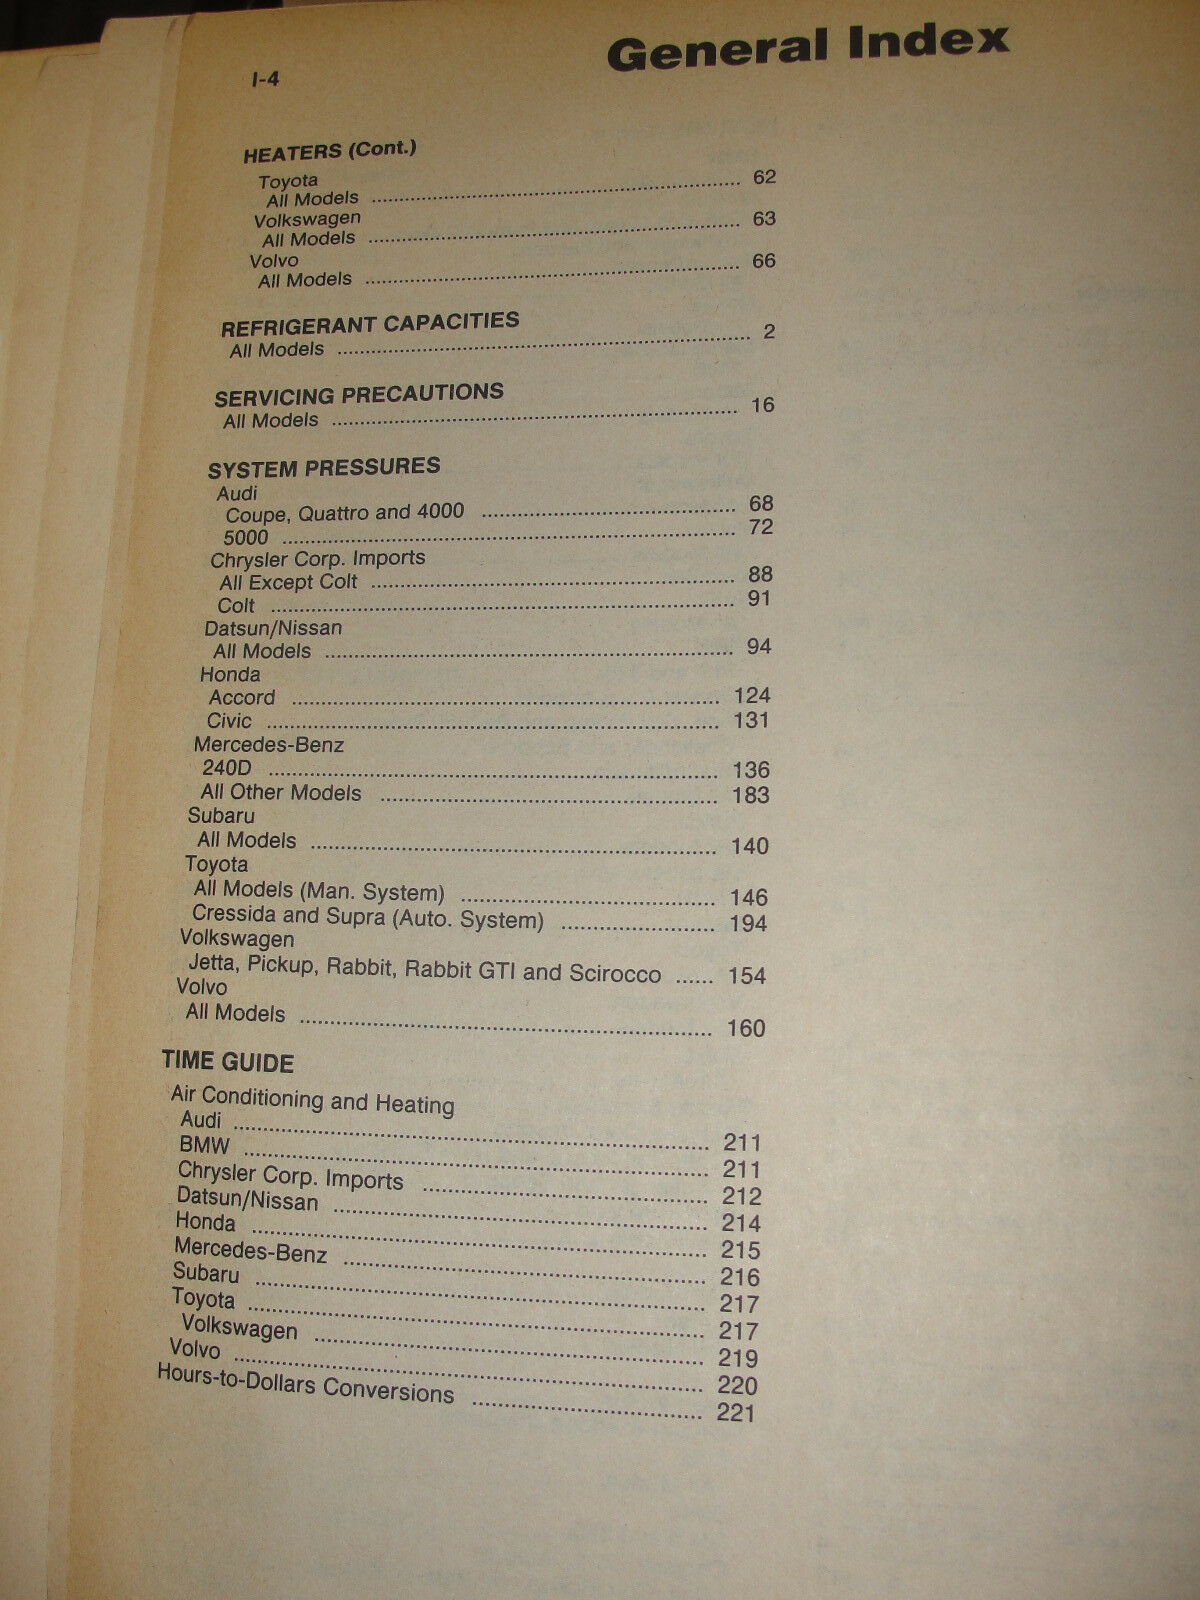 I-4
General Index
HEATERS (Cont.)
Toyota
All Models ........ 62
Volkswagen
All Models ........ 63
Volvo
All Models ........ 66
REFRIGERANT CAPACITIES
All Models ........ 2
SERVICING PRECAUTIONS
All Models ........ 16
SYSTEM PRESSURES
Audi
Coupe, Quattro and 4000 ........ 68
5000 ........ 72
Chrysler Corp. Imports
All Except Colt ........ 88
Colt ........ 91
Datsun/Nissan
All Models ........ 94
Honda
Accord ........ 124
Civic ........ 131
Mercedes-Benz
240D ........ 136
All Other Models ........ 183
Subaru
All Models ........ 140
Toyota
All Models (Man. System) ........ 146
Cressida and Supra (Auto. System) ........ 194
Volkswagen
Jetta, Pickup, Rabbit, Rabbit GTI and Scirocco ...... 154
Volvo
All Models ........ 160
TIME GUIDE
Air Conditioning and Heating
Audi ........ 211
BMW ........ 211
Chrysler Corp. Imports ........ 212
Datsun/Nissan ........ 214
Honda ........ 215
Mercedes-Benz ........ 216
Subaru ........ 217
Toyota ........ 217
Volkswagen ........ 219
Volvo ........ 220
Hours-to-Dollars Conversions ........ 221